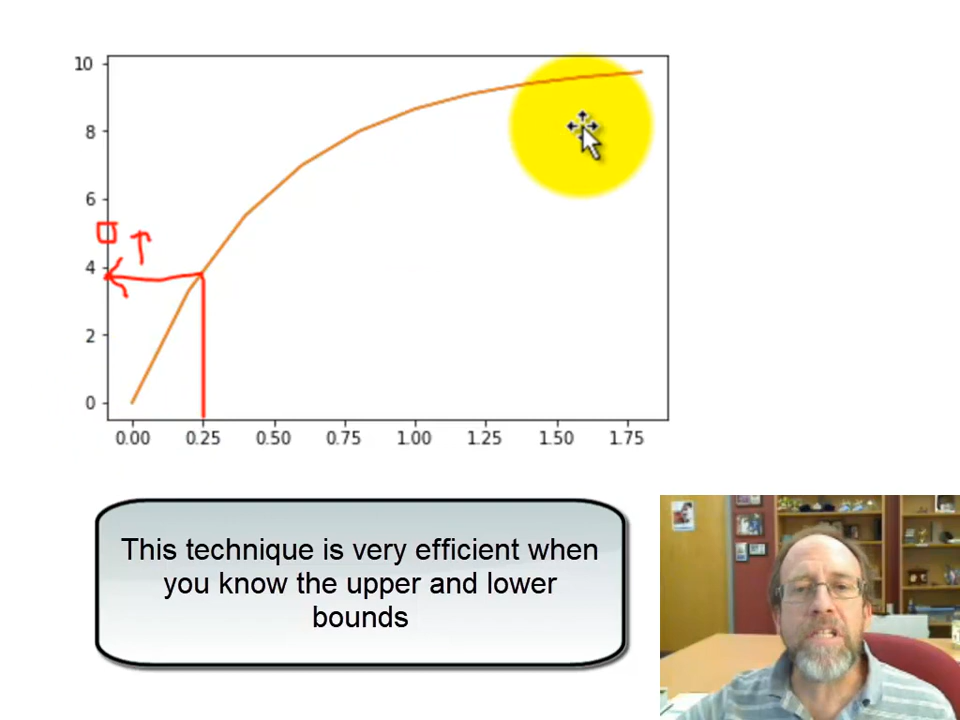 10
8
6
4
2
0
0.00 0.25 0.50 0.75 1.00 1.25 1.50 1.75
This technique is very efficient when
you know the upper and lower
bounds